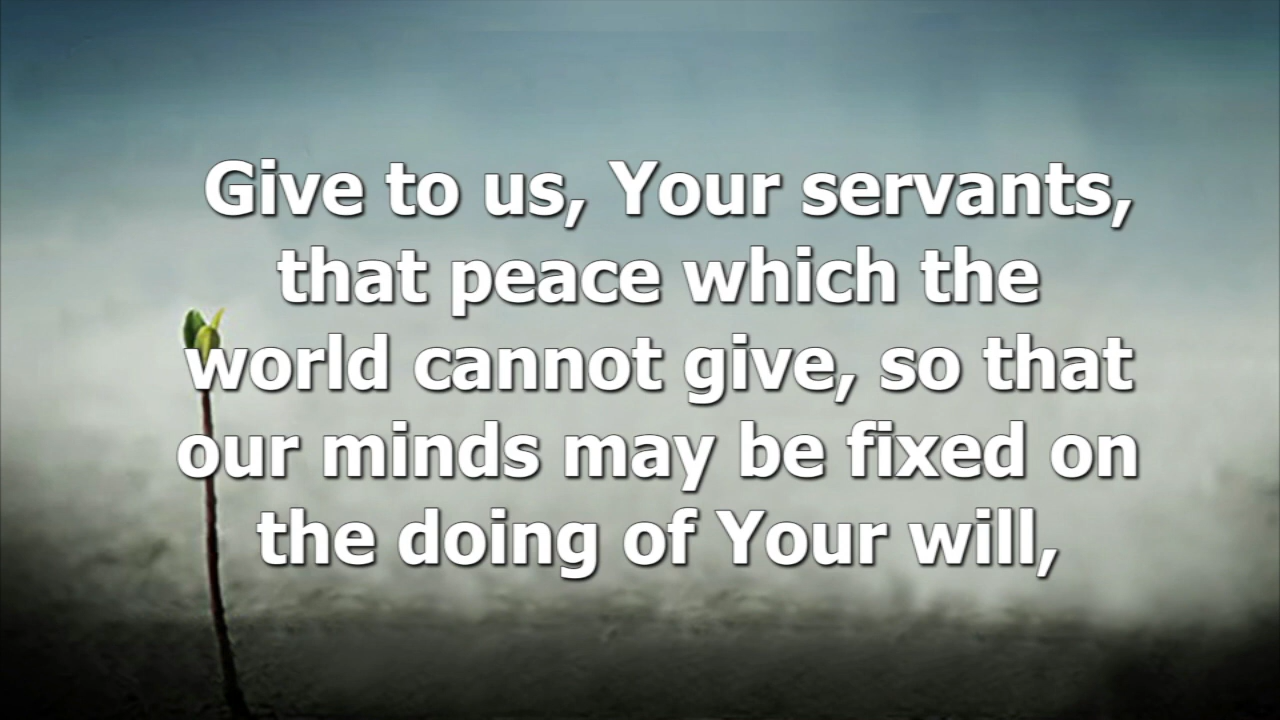 Give to us, Your servants,
that peace which the
world cannot give, so that
our minds may be fixed on
the doing of Your will,